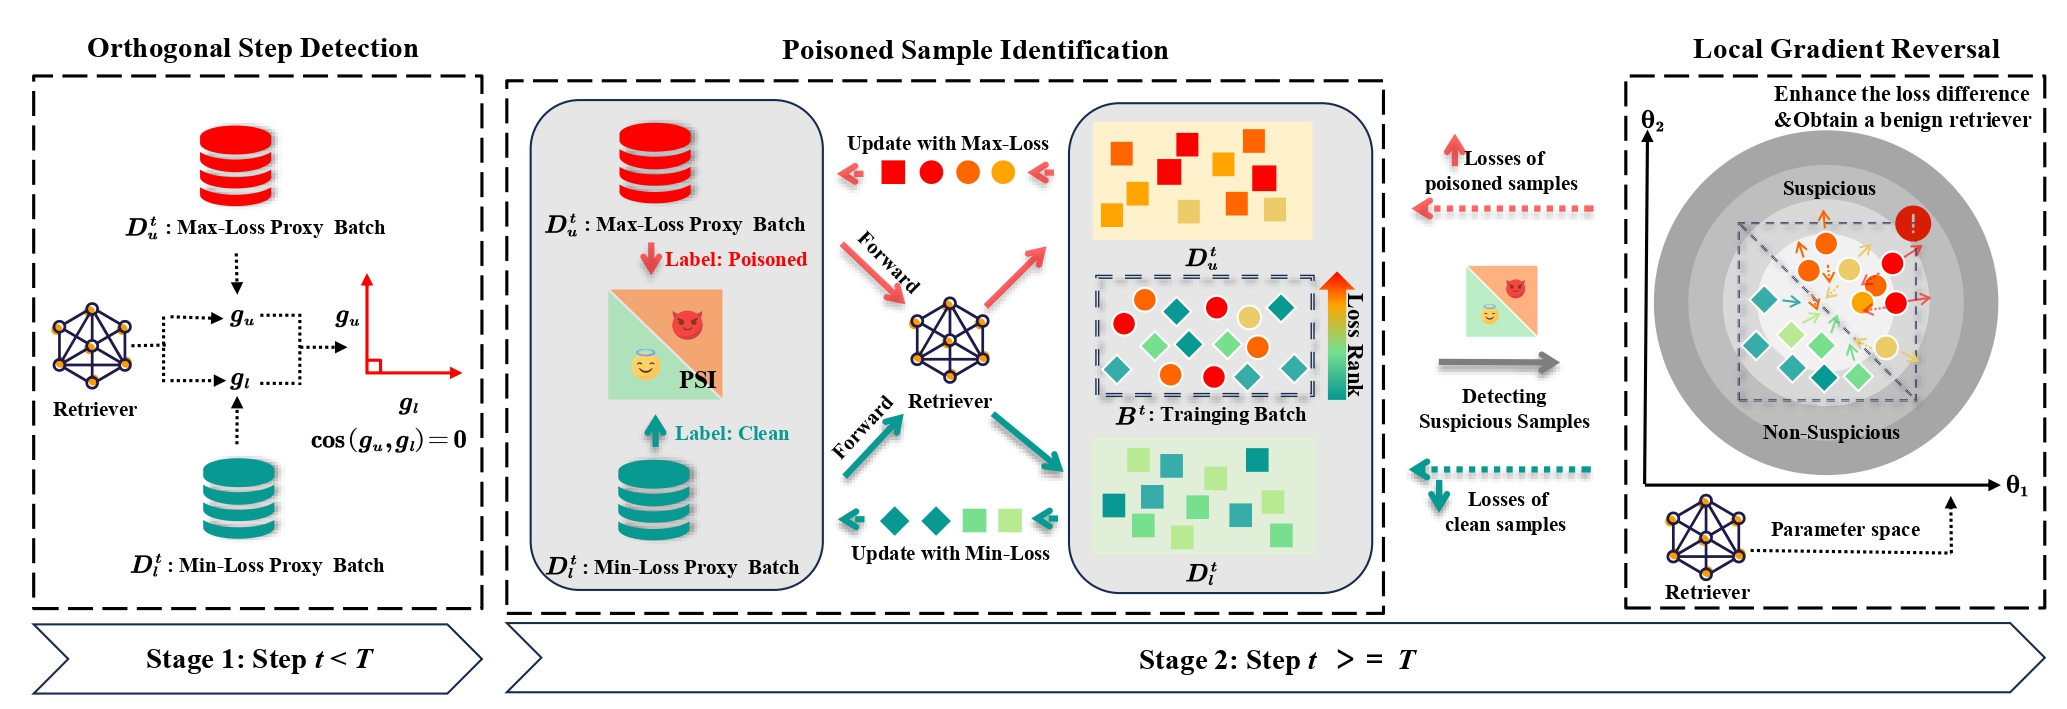 Orthogonal Step Detection
D_u^t : Max-Loss Proxy Batch
g_u
g_l
Retriever
g_u
g_l
cos(g_u, g_l)=0
D_l^t : Min-Loss Proxy Batch
Stage 1: Step t < T
Poisoned Sample Identification
D_u^t : Max-Loss Proxy Batch
Label: Poisoned
PSI
Label: Clean
D_l^t : Min-Loss Proxy Batch
Update with Max-Loss
Forward
Retriever
Forward
Update with Min-Loss
D_u^t
Loss Rank
B^t : Trainging Batch
D_l^t
Losses of
poisoned samples
Detecting
Suspicious Samples
Losses of
clean samples
Local Gradient Reversal
Enhance the loss difference
&Obtain a benign retriever
θ₂
Suspicious
Non-Suspicious
θ₁
Parameter space
Retriever
Stage 2: Step t >= T